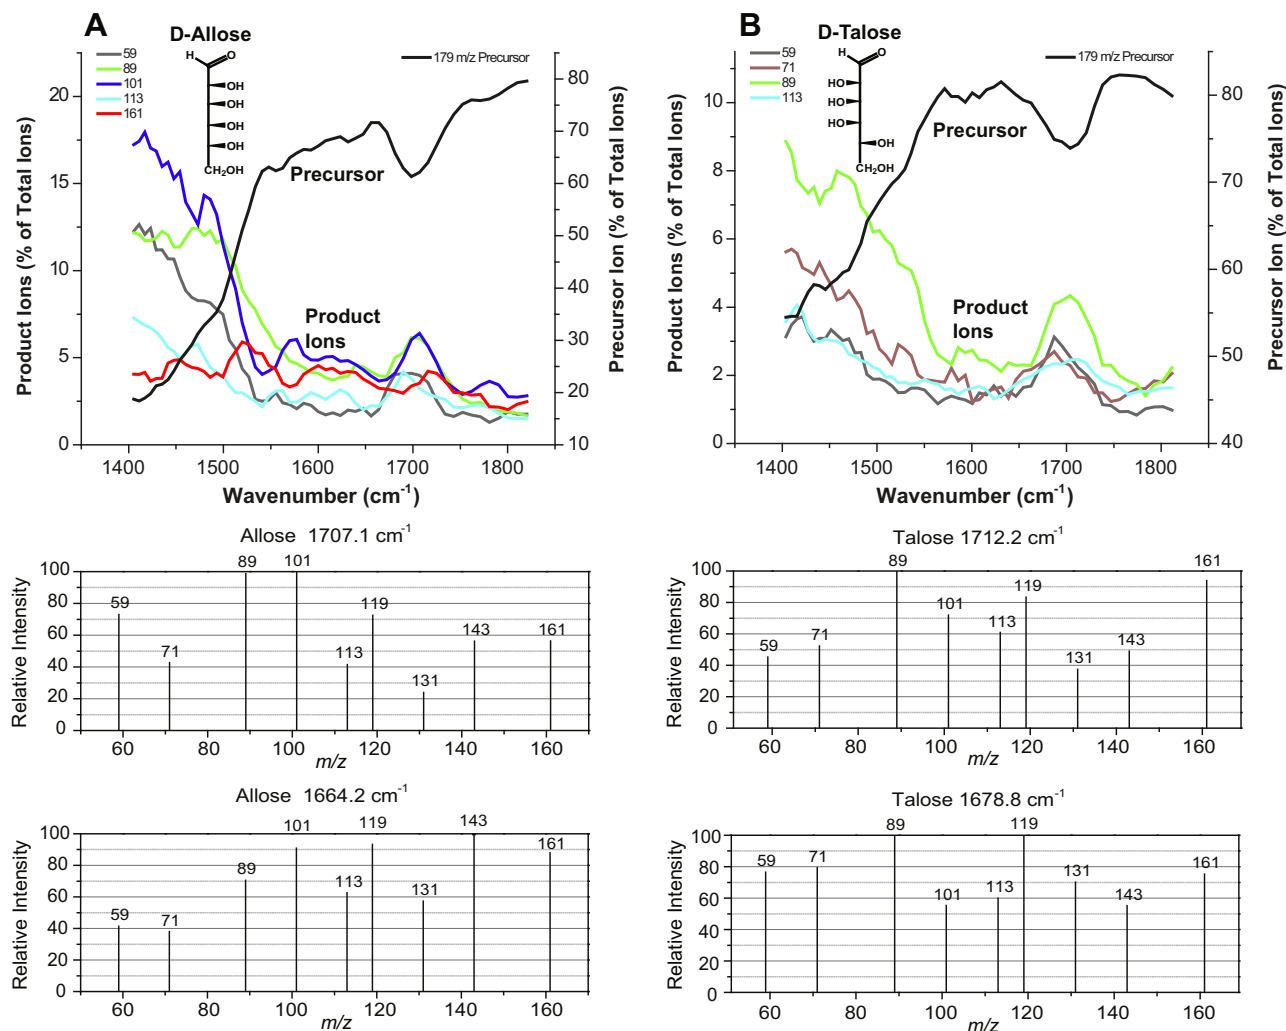 A
D-Allose
H
O
OH
OH
OH
OH
CH2OH
59
89
101
113
161
179 m/z Precursor
Precursor
Product
Ions
Product Ions (% of Total Ions)
20
15
10
5
0
Precursor Ion (% of Total Ions)
80
70
60
50
40
30
20
10
1400 1500 1600 1700 1800
Wavenumber (cm-1)
B
D-Talose
H
O
HO
HO
HO
OH
CH2OH
59
71
89
113
179 m/z Precursor
Precursor
Product
Ions
Product Ions (% of Total Ions)
10
8
6
4
2
0
Precursor Ion (% of Total Ions)
80
70
60
50
40
1400 1500 1600 1700 1800
Wavenumber (cm-1)
Allose 1707.1 cm-1
Relative Intensity
100
80
60
40
20
0
59 71 89 101 113 119 131 143 161
60 80 100 120 140 160
m/z
Talose 1712.2 cm-1
Relative Intensity
100
80
60
40
20
0
59 71 89 101 113 119 131 143 161
60 80 100 120 140 160
m/z
Allose 1664.2 cm-1
Relative Intensity
100
80
60
40
20
0
59 71 89 101 113 119 131 143 161
60 80 100 120 140 160
m/z
Talose 1678.8 cm-1
Relative Intensity
100
80
60
40
20
0
59 71 89 101 113 119 131 143 161
60 80 100 120 140 160
m/z